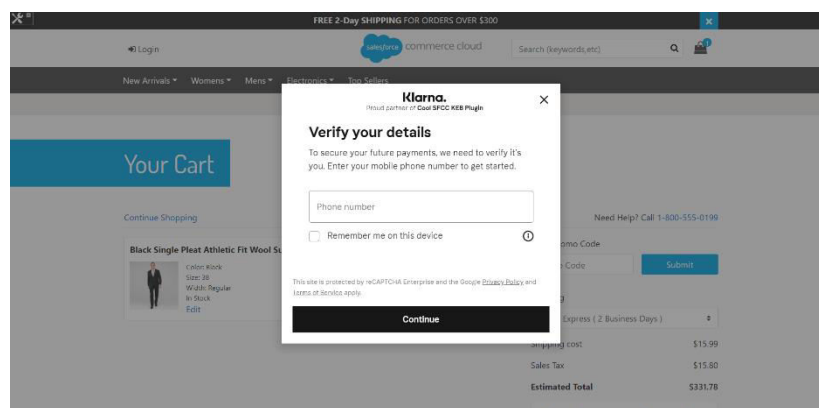 FREE 2-Day SHIPPING FOR ORDERS OVER $300
Login
salesforce commerce cloud
Search (keywords,etc)
New Arrivals Womens Mens Electronics Top Sellers
Klarna.
Proud partner of Cool SFCC KEB Plugin
Verify your details
To secure your future payments, we need to verify it's
you. Enter your mobile phone number to get started.
Your Cart
Phone number
Continue Shopping
Need Help? Call 1-800-555-0199
Remember me on this device
omo Code
Black Single Pleat Athletic Fit Wool Su
Code
Submit
Color: Black
Size: 38
Width: Regular
In Stock
Edit
This site is protected by reCAPTCHA Enterprise and the Google Privacy Policy and
Terms of Service apply.
Express ( 2 Business Days )
Continue
Shipping cost $15.99
Sales Tax $15.80
Estimated Total $331.78